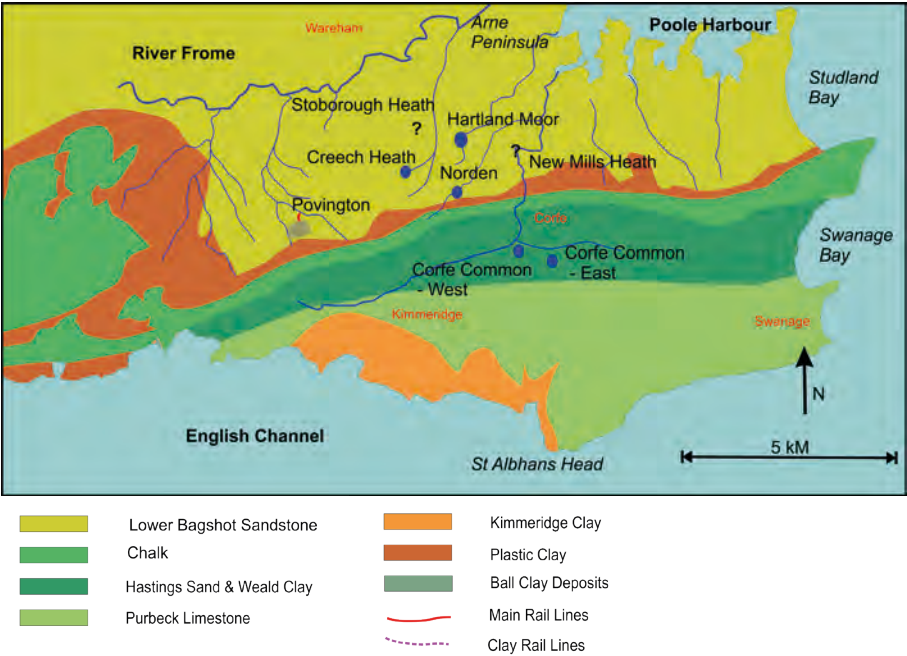 Arne
Peninsula
Poole Harbour
Wareham
River Frome
Studland
Bay
Stoborough Heath
?
Hartland Moor
?
Creech Heath
New Mills Heath
Norden
Povington
Corfe
Swanage
Bay
Corfe Common
- East
Corfe Common
- West
Kimmeridge
Swanage
N
English Channel
5 kM
St Albhans Head
Lower Bagshot Sandstone
Chalk
Hastings Sand & Weald Clay
Purbeck Limestone
Kimmeridge Clay
Plastic Clay
Ball Clay Deposits
Main Rail Lines
Clay Rail Lines